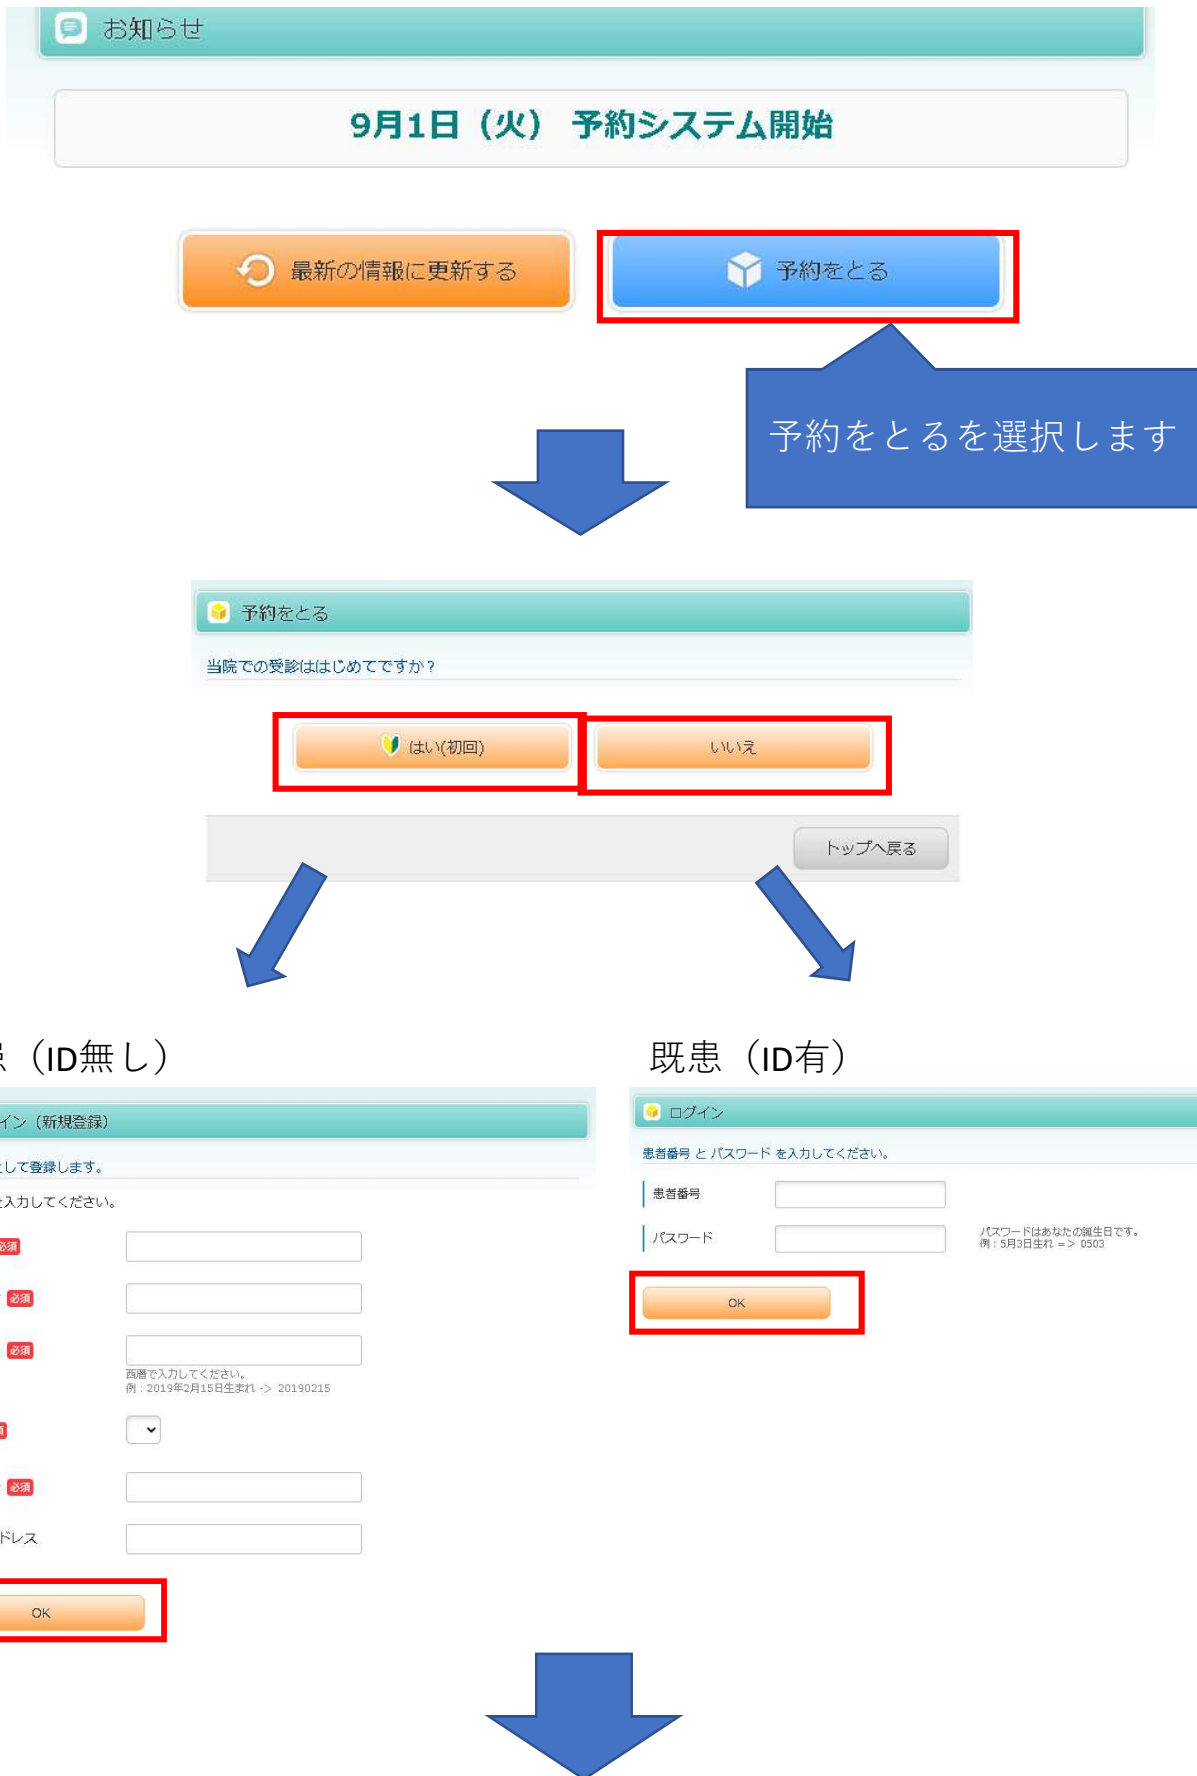 お知らせ
9月1日（火） 予約システム開始
最新の情報に更新する
予約をとる
予約をとるを選択します
予約をとる
当院での受診ははじめてですか？
はい(初回)
いいえ
トップへ戻る
（ID無し）
イン（新規登録）
して登録します。
入力してください。
必須
必須
必須
西暦で入力してください。
例：2019年2月15日生まれ -> 20190215
必須
ドレス
OK
既患（ID有）
ログイン
患者番号 と パスワード を入力してください。
患者番号
パスワード
パスワードはあなたの誕生日です。
例：5月3日生れ => 0503
OK